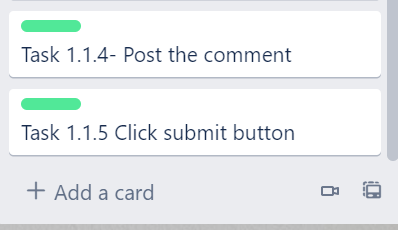 Task 1.1.4- Post the comment
Task 1.1.5 Click submit button
Add a card